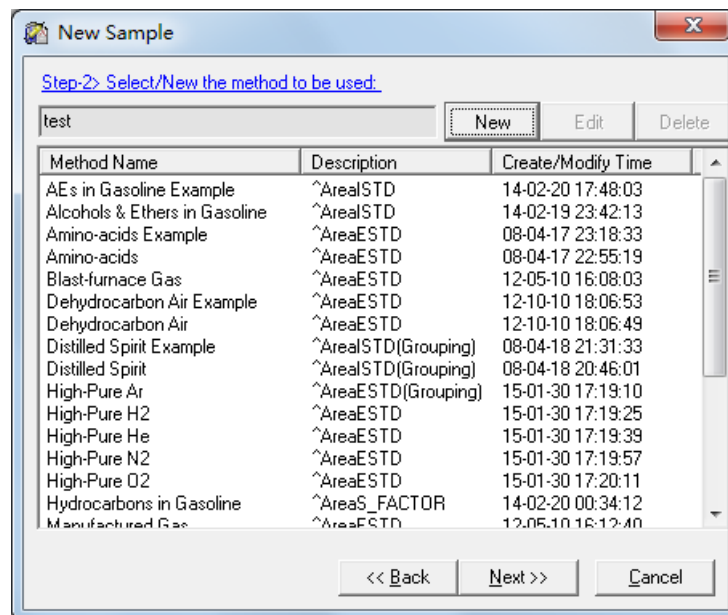 New Sample
Step-2> Select/New the method to be used:
test New Edit Delete
Method Name Description Create/Modify Time
AEs in Gasoline Example ^AreaISTD 14-02-20 17:48:03
Alcohols & Ethers in Gasoline ^AreaISTD 14-02-19 23:42:13
Amino-acids Example ^AreaESTD 08-04-17 23:18:33
Amino-acids ^AreaESTD 08-04-17 22:55:19
Blast-furnace Gas ^AreaESTD 12-05-10 16:08:03
Dehydrocarbon Air Example ^AreaESTD 12-10-10 18:06:53
Dehydrocarbon Air ^AreaESTD 12-10-10 18:06:49
Distilled Spirit Example ^AreaISTD(Grouping) 08-04-18 21:31:33
Distilled Spirit ^AreaISTD(Grouping) 08-04-18 20:46:01
High-Pure Ar ^AreaESTD(Grouping) 15-01-30 17:19:10
High-Pure H2 ^AreaESTD 15-01-30 17:19:25
High-Pure He ^AreaESTD 15-01-30 17:19:39
High-Pure N2 ^AreaESTD 15-01-30 17:19:57
High-Pure O2 ^AreaESTD 15-01-30 17:20:11
Hydrocarbons in Gasoline ^AreaS_FACTOR 14-02-20 00:34:12
Manufactured Gas ^AreaESTD 12-05-10 16:12:40
<< Back Next >> Cancel